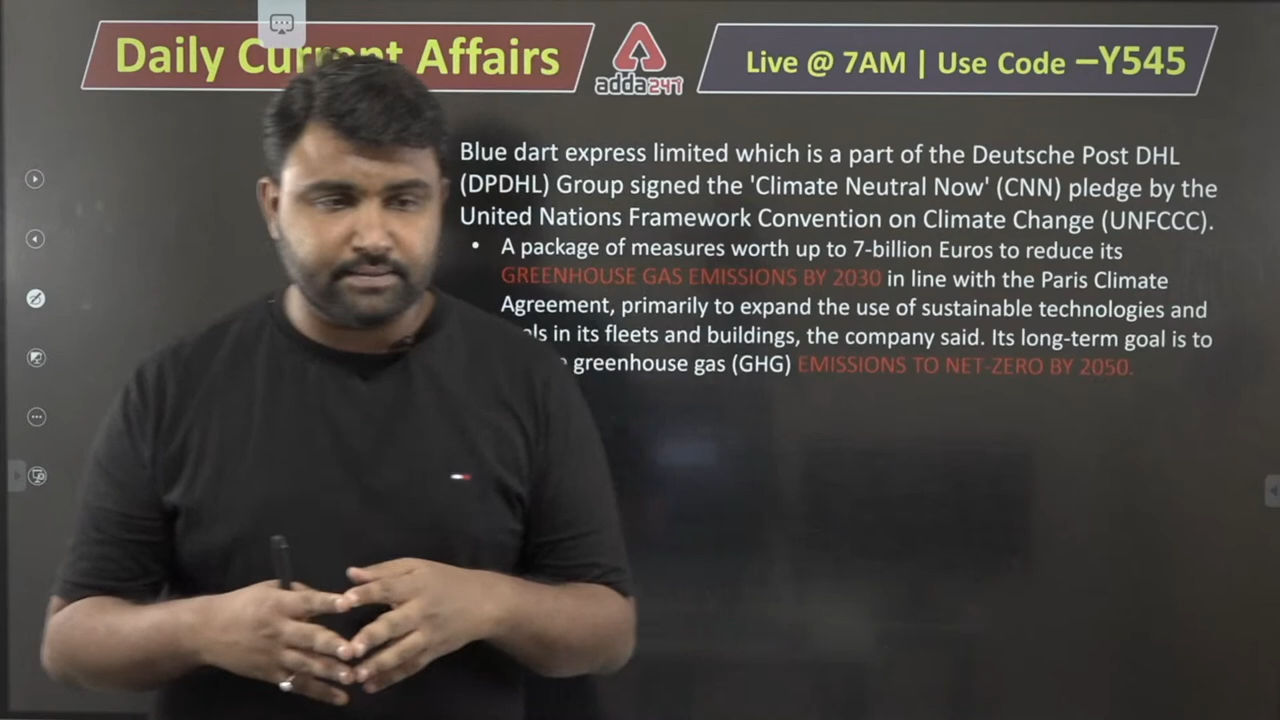 Daily Current Affairs
adda247
Live @ 7AM | Use Code –Y545
Blue dart express limited which is a part of the Deutsche Post DHL
(DPDHL) Group signed the 'Climate Neutral Now' (CNN) pledge by the
United Nations Framework Convention on Climate Change (UNFCCC).
• A package of measures worth up to 7-billion Euros to reduce its
GREENHOUSE GAS EMISSIONS BY 2030 in line with the Paris Climate
Agreement, primarily to expand the use of sustainable technologies and
in its fleets and buildings, the company said. Its long-term goal is to
greenhouse gas (GHG) EMISSIONS TO NET-ZERO BY 2050.